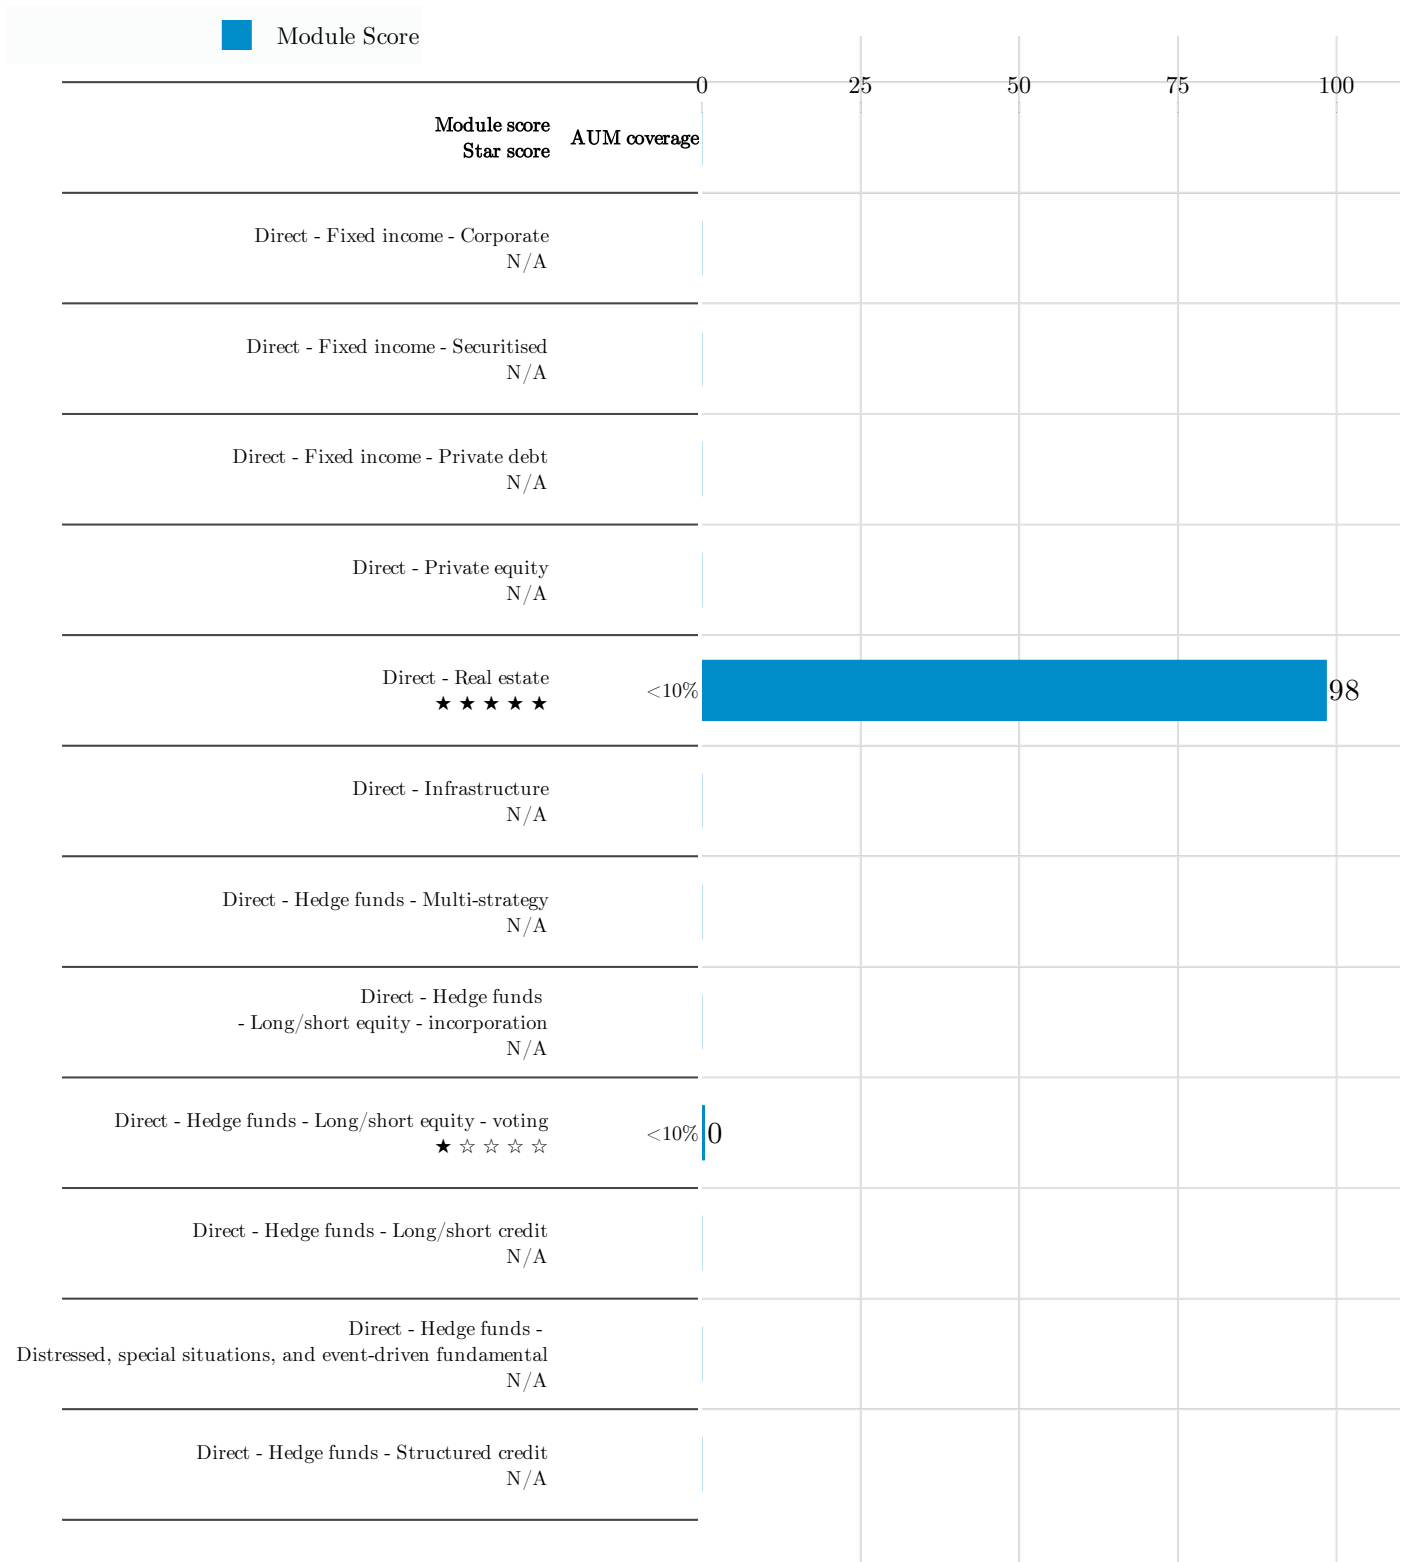 Module Score
0 25 50 75 100
Module score
Star score
AUM coverage
Direct - Fixed income - Corporate
N/A
Direct - Fixed income - Securitised
N/A
Direct - Fixed income - Private debt
N/A
Direct - Private equity
N/A
Direct - Real estate
★ ★ ★ ★ ★
<10%
98
Direct - Infrastructure
N/A
Direct - Hedge funds - Multi-strategy
N/A
Direct - Hedge funds
- Long/short equity - incorporation
N/A
Direct - Hedge funds - Long/short equity - voting
★ ☆ ☆ ☆ ☆
<10%
0
Direct - Hedge funds - Long/short credit
N/A
Direct - Hedge funds -
Distressed, special situations, and event-driven fundamental
N/A
Direct - Hedge funds - Structured credit
N/A